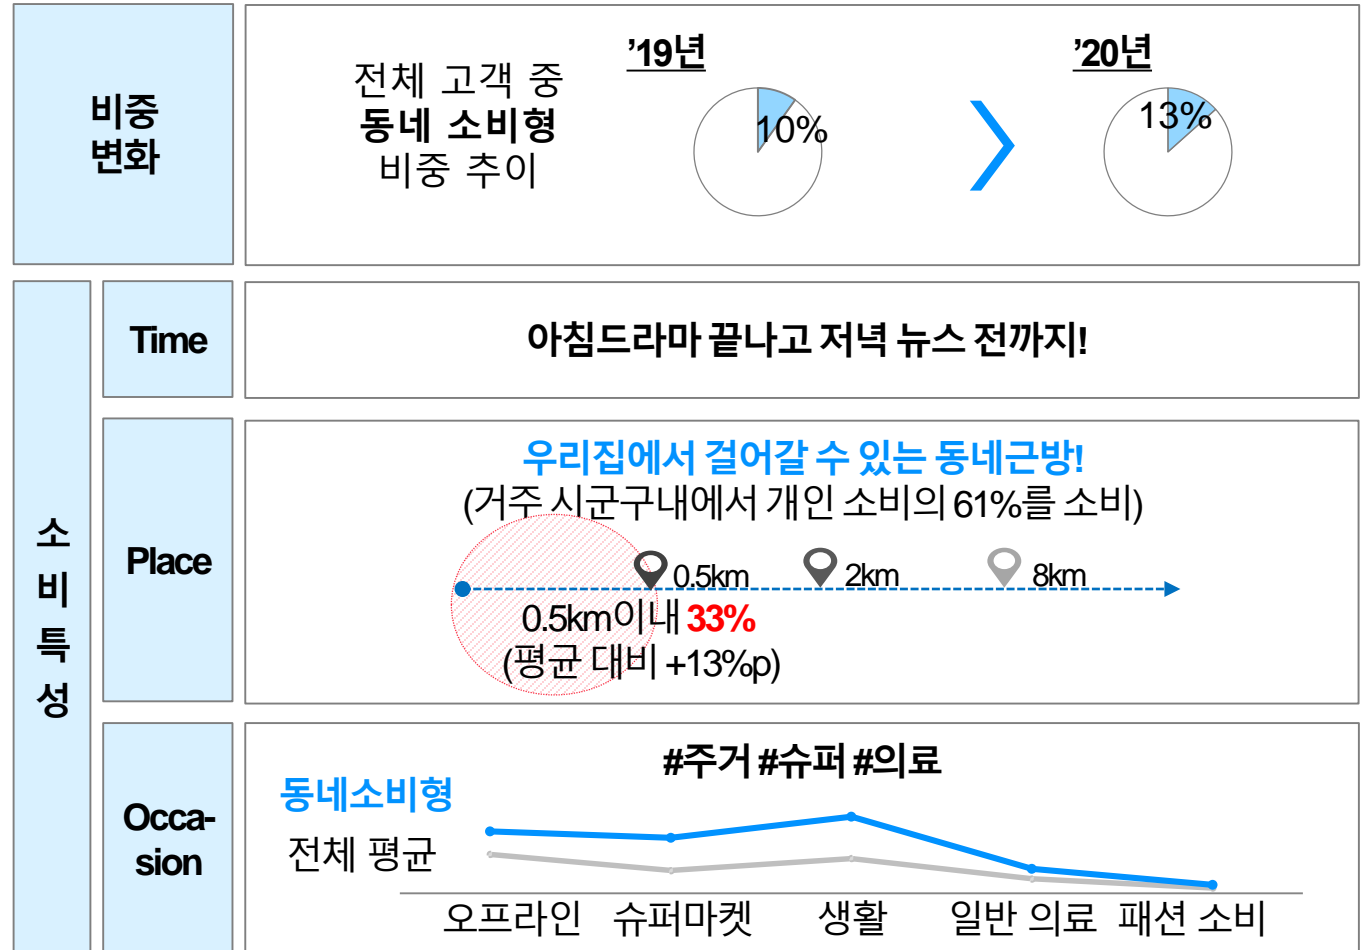 비중
변화
전체 고객 중
동네 소비형
비중 추이
’19년
10%
’20년
13%
소
비
특
성
Time
아침드라마 끝나고 저녁 뉴스 전까지!
Place
우리집에서 걸어갈 수 있는 동네근방!
(거주 시군구내에서 개인 소비의 61%를 소비)
0.5km
2km
8km
0.5km이내 33%
(평균 대비 +13%p)
Occa-
sion
#주거 #슈퍼 #의료
동네소비형
전체 평균
오프라인 슈퍼마켓 생활 일반 의료 패션 소비